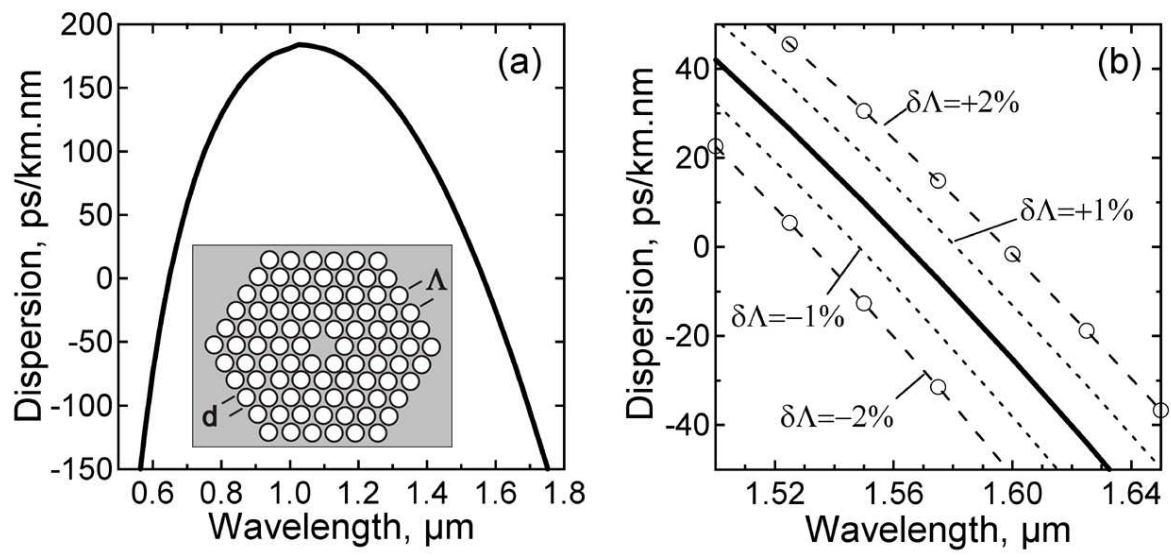 (a)
Dispersion, ps/km.nm
200
150
100
50
0
-50
-100
-150
Λ
d
0.6 0.8 1.0 1.2 1.4 1.6 1.8
Wavelength, μm
(b)
Dispersion, ps/km.nm
40
20
0
-20
-40
δΛ=+2%
δΛ=+1%
δΛ=−1%
δΛ=−2%
1.52 1.56 1.60 1.64
Wavelength, μm